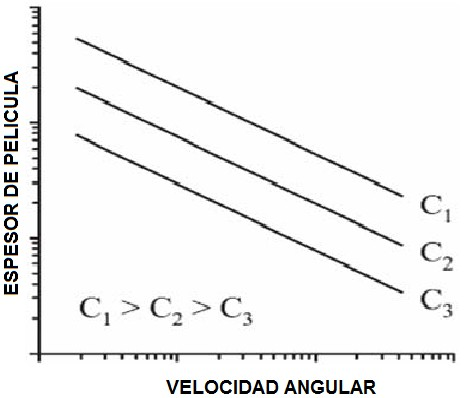 ESPESOR DE PELICULA
C₁
C₂
C₃
C₁ > C₂ > C₃
VELOCIDAD ANGULAR